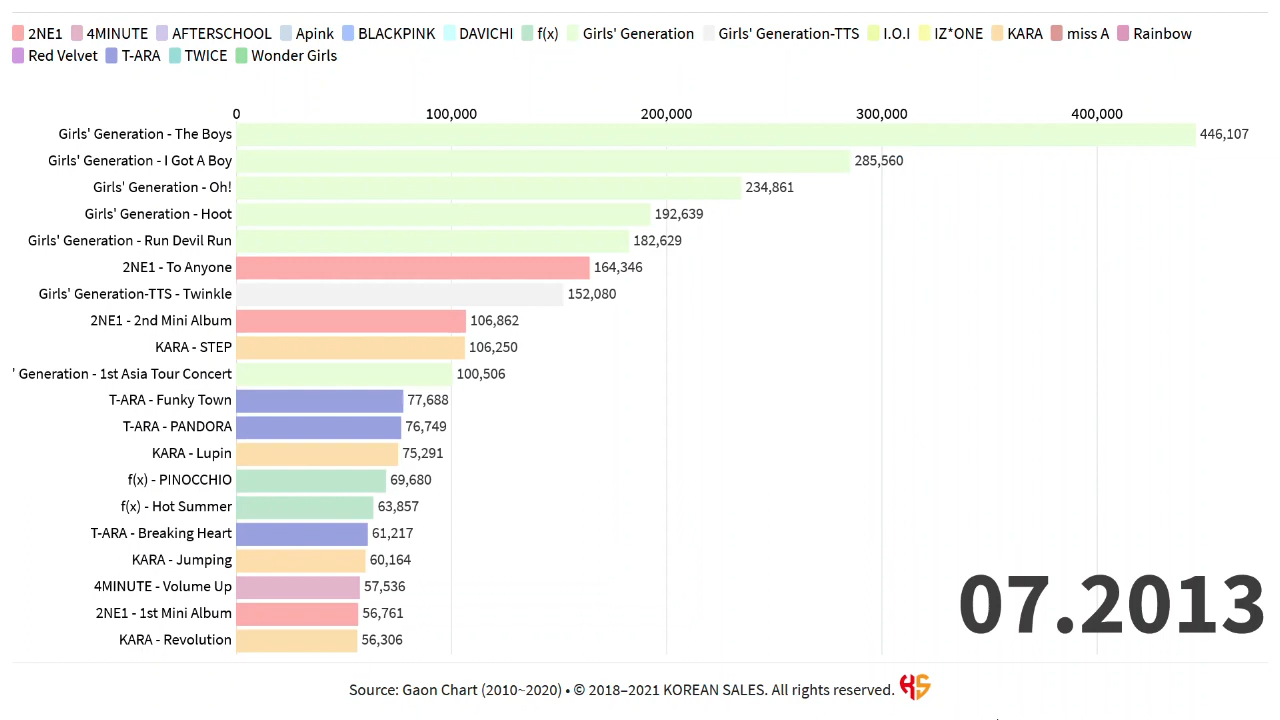 2NE1 4MINUTE AFTERSCHOOL Apink BLACKPINK DAVICHI f(x) Girls' Generation Girls' Generation-TTS I.O.I IZ*ONE KARA miss A Rainbow
Red Velvet T-ARA TWICE Wonder Girls
0 100,000 200,000 300,000 400,000
Girls' Generation - The Boys 446,107
Girls' Generation - I Got A Boy 285,560
Girls' Generation - Oh! 234,861
Girls' Generation - Hoot 192,639
Girls' Generation - Run Devil Run 182,629
2NE1 - To Anyone 164,346
Girls' Generation-TTS - Twinkle 152,080
2NE1 - 2nd Mini Album 106,862
KARA - STEP 106,250
' Generation - 1st Asia Tour Concert 100,506
T-ARA - Funky Town 77,688
T-ARA - PANDORA 76,749
KARA - Lupin 75,291
f(x) - PINOCCHIO 69,680
f(x) - Hot Summer 63,857
T-ARA - Breaking Heart 61,217
KARA - Jumping 60,164
4MINUTE - Volume Up 57,536
2NE1 - 1st Mini Album 56,761
KARA - Revolution 56,306
07.2013
Source: Gaon Chart (2010~2020) • © 2018–2021 KOREAN SALES. All rights reserved. KS